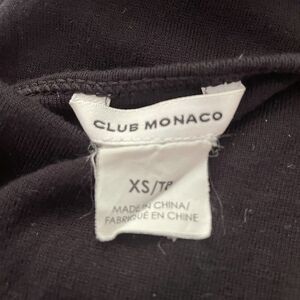 CLUB MONACO
XS/TP
MADE IN CHINA/
FABRIQUÉ EN CHINE